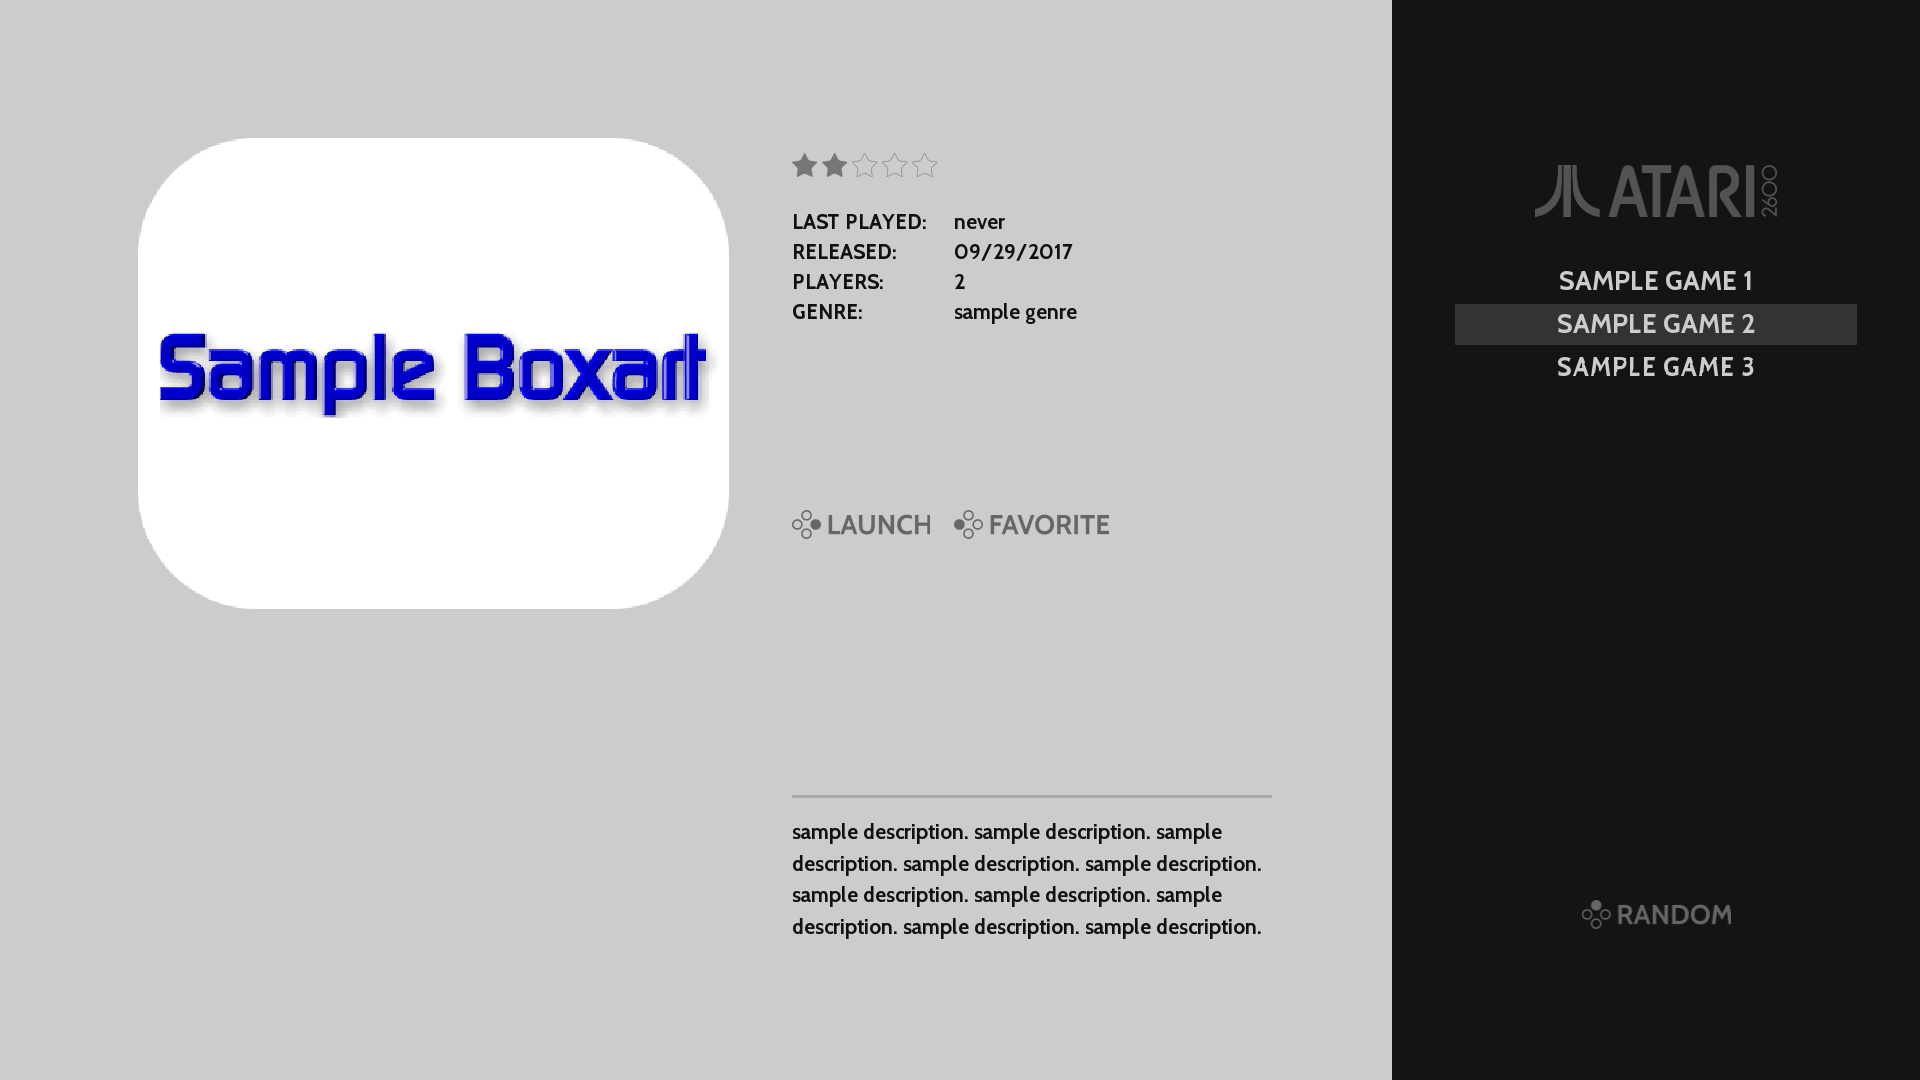 Sample Boxart
LAST PLAYED: never
RELEASED: 09/29/2017
PLAYERS: 2
GENRE: sample genre
LAUNCH FAVORITE
sample description. sample description. sample
description. sample description. sample description.
sample description. sample description. sample
description. sample description. sample description.
ATARI 2600
SAMPLE GAME 1
SAMPLE GAME 2
SAMPLE GAME 3
RANDOM